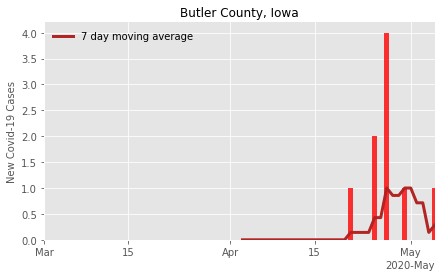 Butler County, Iowa
7 day moving average
New Covid-19 Cases
4.0
3.5
3.0
2.5
2.0
1.5
1.0
0.5
0.0
Mar 15 Apr 15 May
2020-May